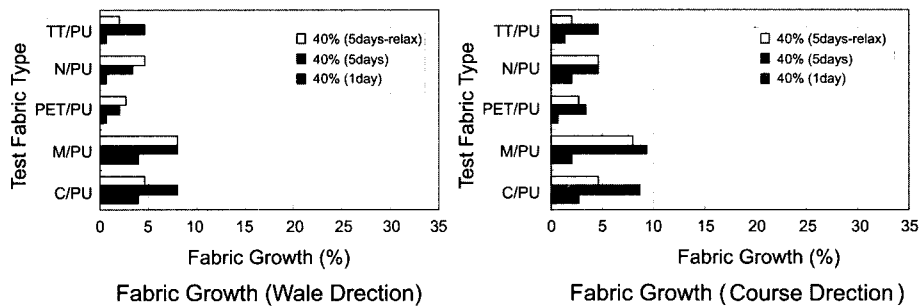 Test Fabric Type
TT/PU
N/PU
PET/PU
M/PU
C/PU
40% (5days-relax)
40% (5days)
40% (1day)
0 5 10 15 20 25 30 35
Fabric Growth (%)
Fabric Growth (Wale Direction)
Test Fabric Type
TT/PU
N/PU
PET/PU
M/PU
C/PU
40% (5days-relax)
40% (5days)
40% (1day)
0 5 10 15 20 25 30 35
Fabric Growth (%)
Fabric Growth ( Course Direction )